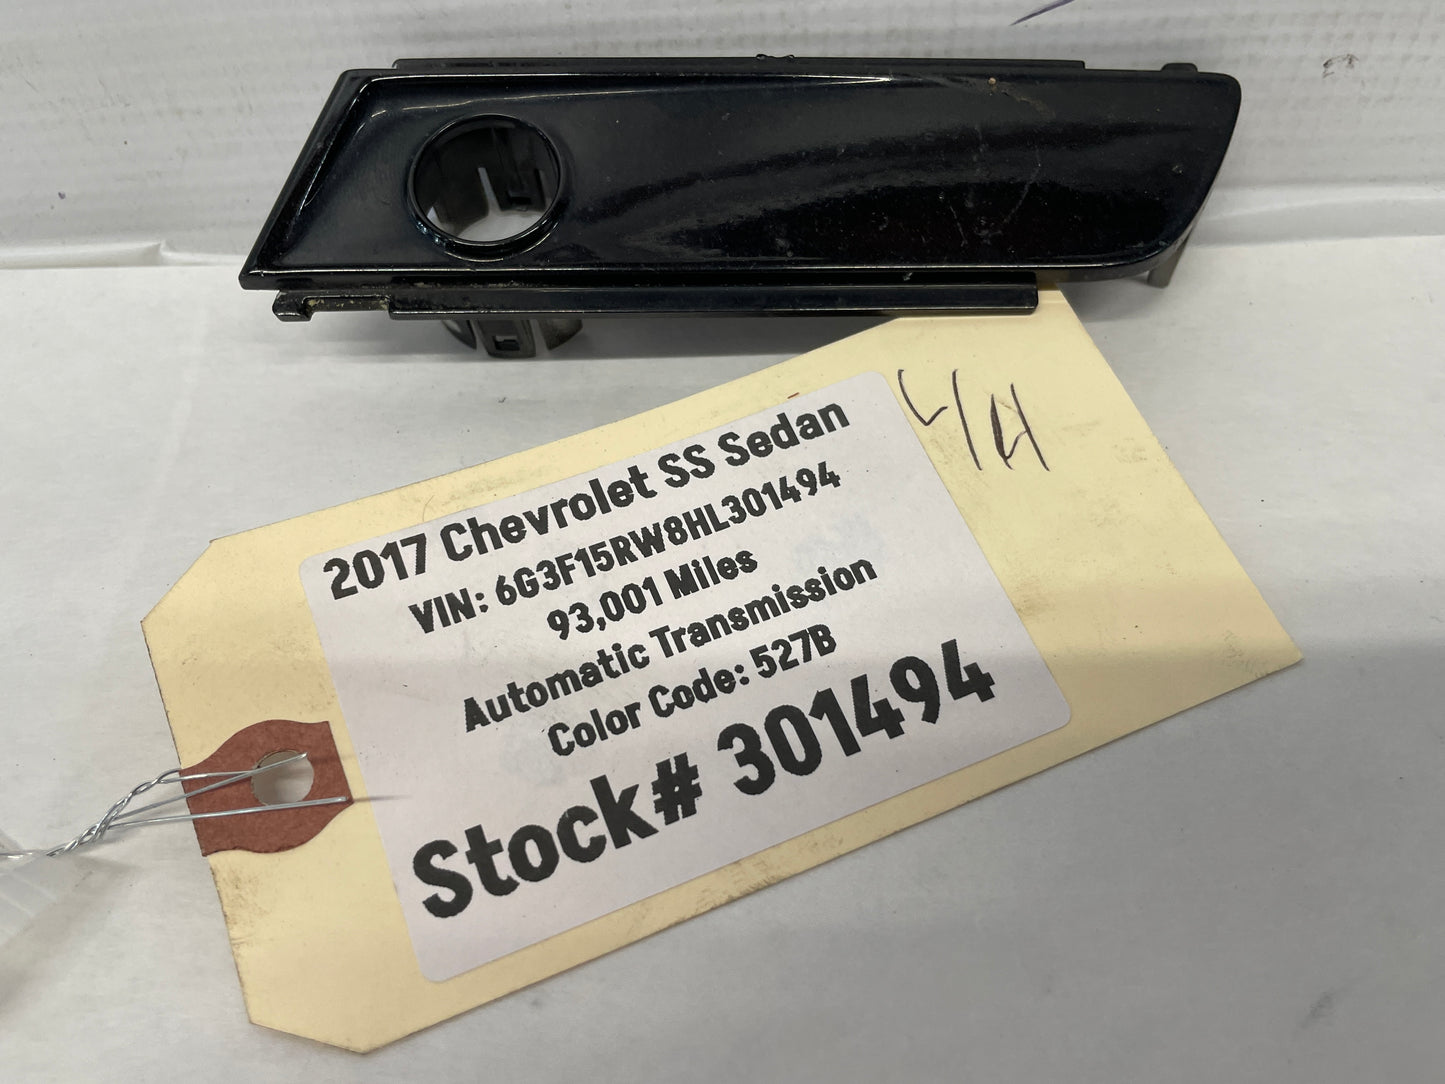 2017 Chevrolet SS Sedan
VIN: 6G3F15RW8HL301494
93,001 Miles
Automatic Transmission
Color Code: 527B
Stock# 301494